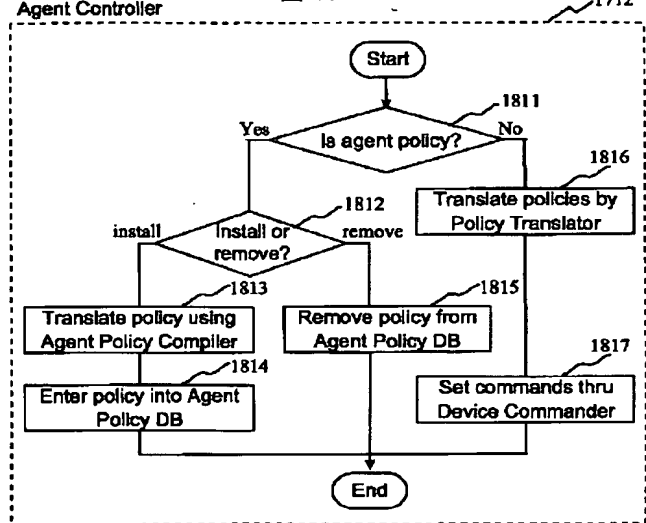 Agent Controller
1712
Start
1811
Is agent policy?
Yes
No
1816
Translate policies by
Policy Translator
1812
Install or
remove?
install
remove
1813
Translate policy using
Agent Policy Compiler
1815
Remove policy from
Agent Policy DB
1814
Enter policy into Agent
Policy DB
1817
Set commands thru
Device Commander
End